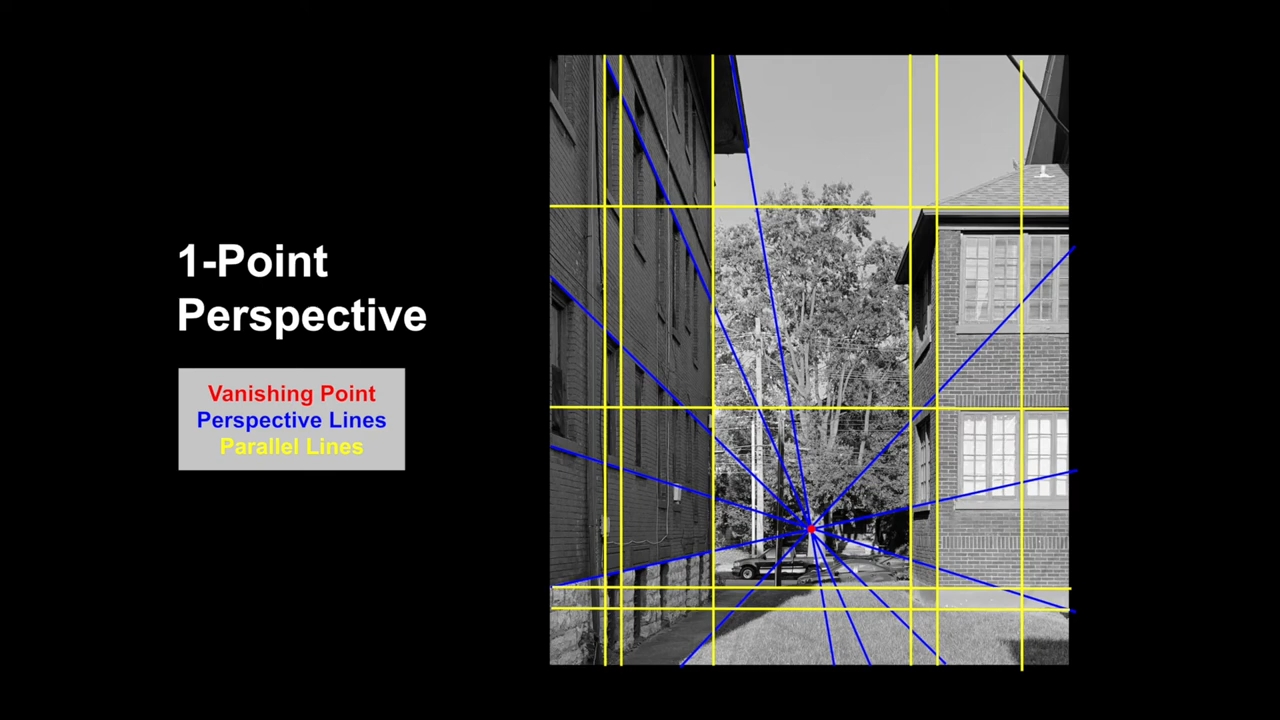 1-Point
Perspective
Vanishing Point
Perspective Lines
Parallel Lines